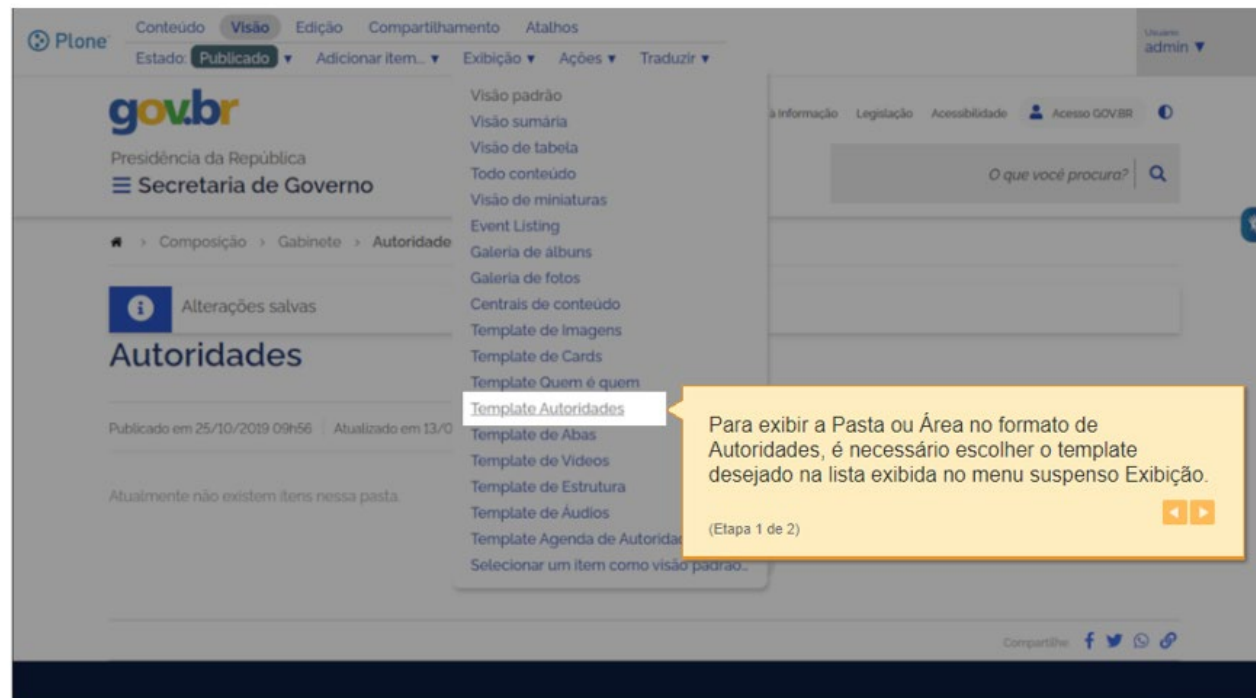 Plone
Conteúdo Visão Edição Compartilhamento Atalhos
Estado: Publicado Adicionar item... Exibição Ações Traduzir
Usuário
admin
gov.br
Presidência da República
Secretaria de Governo
à Informação Legislação Acessibilidade Acesso GOV.BR
O que você procura?
Composição > Gabinete > Autoridade
Alterações salvas
Autoridades
Publicado em 25/10/2019 09h56 Atualizado em 13/0
Atualmente não existem itens nessa pasta.
Visão padrão
Visão sumária
Visão de tabela
Todo conteúdo
Visão de miniaturas
Event Listing
Galeria de álbuns
Galeria de fotos
Centrais de conteúdo
Template de Imagens
Template de Cards
Template Quem é quem
Template Autoridades
Template de Abas
Template de Vídeos
Template de Estrutura
Template de Áudios
Template Agenda de Autoridad
Selecionar um item como visão padrão...
Para exibir a Pasta ou Área no formato de
Autoridades, é necessário escolher o template
desejado na lista exibida no menu suspenso Exibição.
(Etapa 1 de 2)
Compartilhe